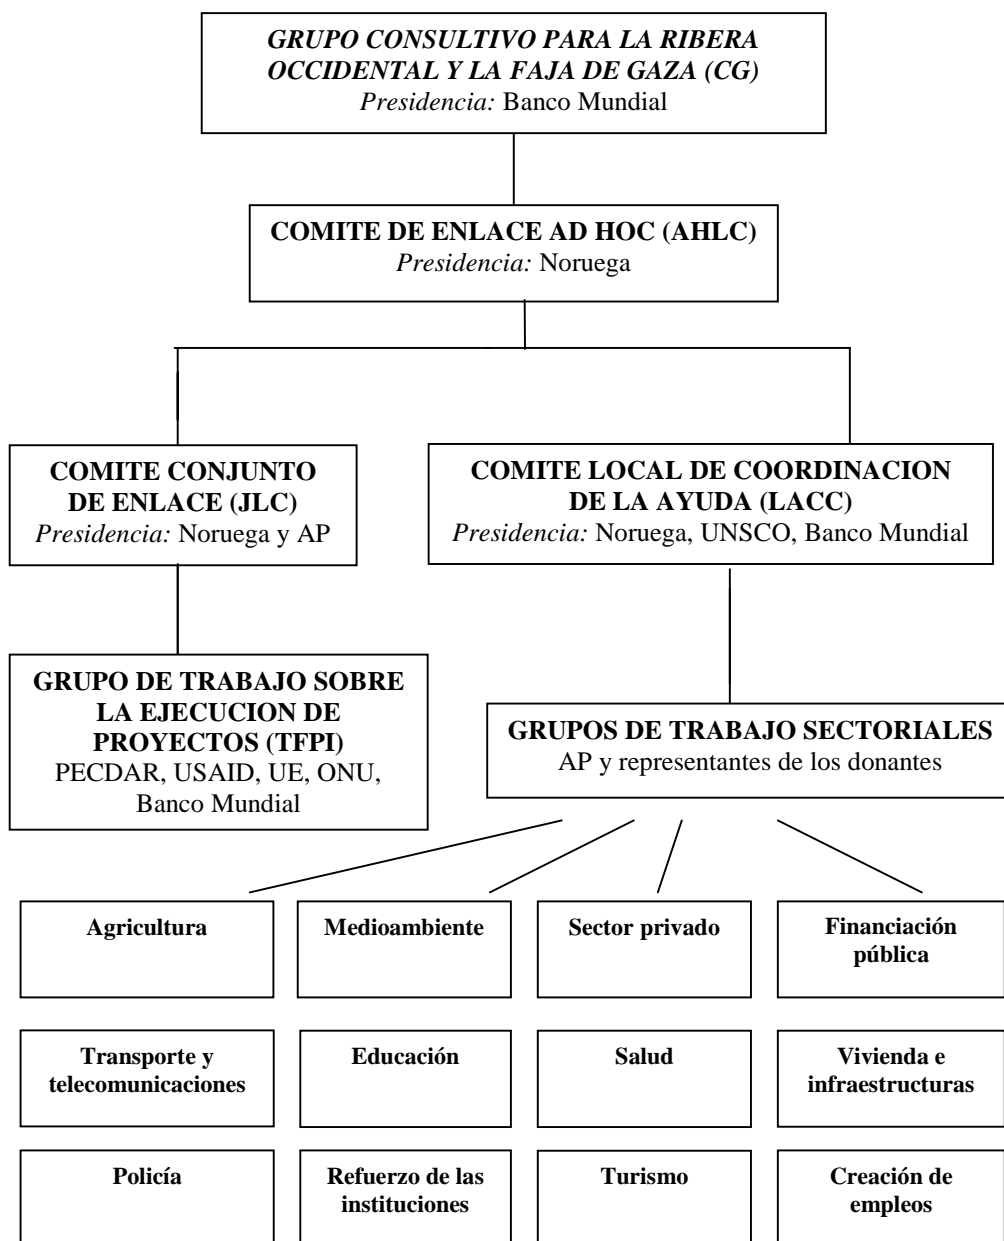 GRUPO CONSULTIVO PARA LA RIBERA
OCCIDENTAL Y LA FAJA DE GAZA (CG)
Presidencia: Banco Mundial
COMITE DE ENLACE AD HOC (AHLC)
Presidencia: Noruega
COMITE CONJUNTO
DE ENLACE (JLC)
Presidencia: Noruega y AP
COMITE LOCAL DE COORDINACION
DE LA AYUDA (LACC)
Presidencia: Noruega, UNSCO, Banco Mundial
GRUPO DE TRABAJO SOBRE
LA EJECUCION DE
PROYECTOS (TFPI)
PECDAR, USAID, UE, ONU,
Banco Mundial
GRUPOS DE TRABAJO SECTORIALES
AP y representantes de los donantes
Agricultura
Medioambiente
Sector privado
Financiación
pública
Transporte y
telecomunicaciones
Educación
Salud
Vivienda e
infraestructuras
Policía
Refuerzo de las
instituciones
Turismo
Creación de
empleos